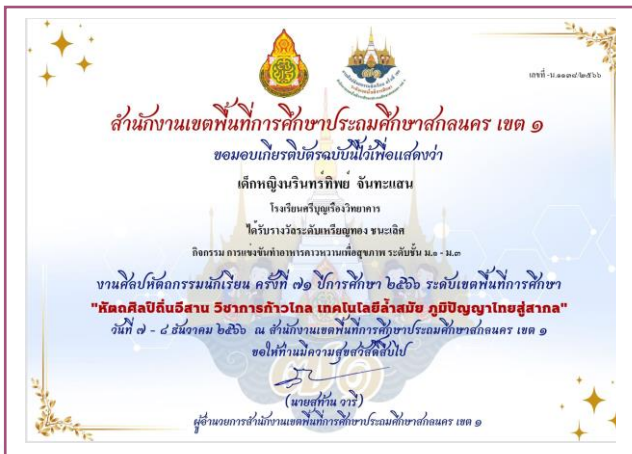 เลขที่ -น.๑๑๓๔/๒๕๖๖
สำนักงานเขตพื้นที่การศึกษาประถมศึกษาสกลนคร เขต ๑
ขอมอบเกียรติบัตรฉบับนี้ไว้เพื่อแสดงว่า
เด็กหญิงนรินทร์ทิพย์ จันทะแสน
โรงเรียนศรีบุญเรืองวิทยาคาร
ได้รับรางวัลระดับเหรียญทอง ชนะเลิศ
กิจกรรม การแข่งขันทำอาหารคาวหวานเพื่อสุขภาพ ระดับชั้น ม.๑ - ม.๓
งานศิลปหัตถกรรมนักเรียน ครั้งที่ ๗๑ ปีการศึกษา ๒๕๖๖ ระดับเขตพื้นที่การศึกษา
"หัตถศิลป์ถิ่นอีสาน วิชาการก้าวไกล เทคโนโลยีล้ำสมัย ภูมิปัญญาไทยสู่สากล"
วันที่ ๗ - ๘ ธันวาคม ๒๕๖๖ ณ สำนักงานเขตพื้นที่การศึกษาประถมศึกษาสกลนคร เขต ๑
ขอให้ท่านมีความสุขสวัสดิ์สืบไป
(นายสุทัน วารี)
ผู้อำนวยการสำนักงานเขตพื้นที่การศึกษาประถมศึกษาสกลนคร เขต ๑